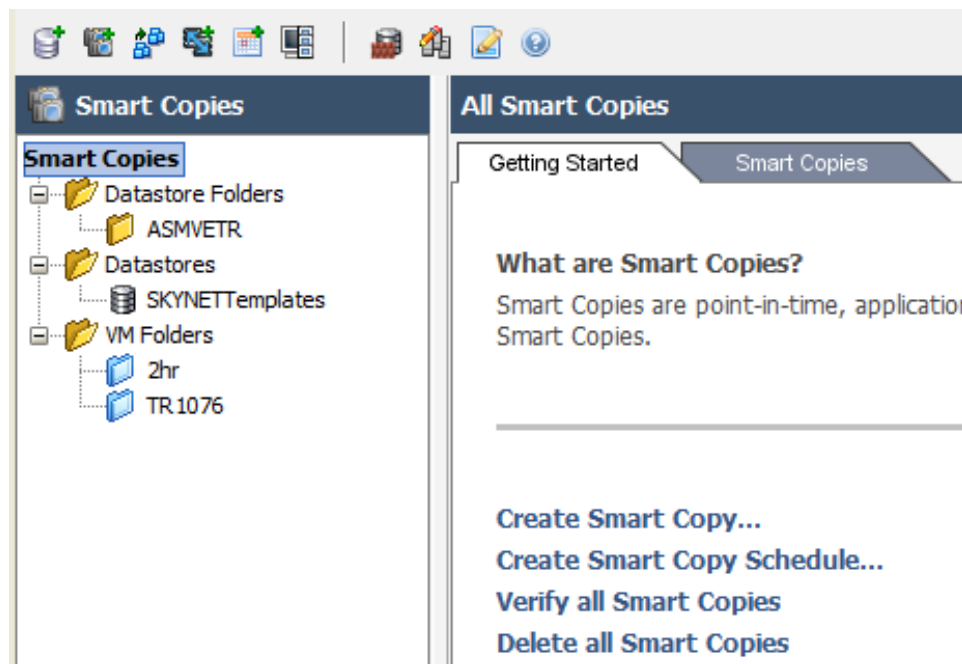 Smart Copies
Smart Copies
Datastore Folders
ASMVETR
Datastores
SKYNETTemplates
VM Folders
2hr
TR1076
All Smart Copies
Getting Started
Smart Copies
What are Smart Copies?
Smart Copies are point-in-time,
Smart Copies.
Create Smart Copy...
Create Smart Copy Schedule...
Verify all Smart Copies
Delete all Smart Copies